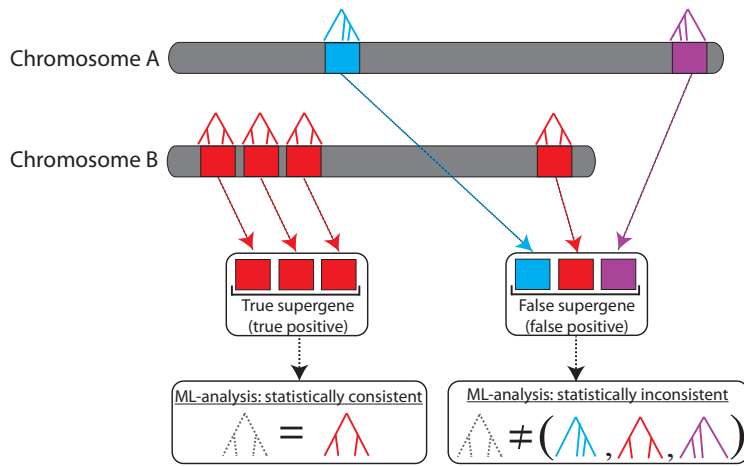 Chromosome A
Chromosome B
True supergene
(true positive)
False supergene
(false positive)
ML-analysis: statistically consistent
=
ML-analysis: statistically inconsistent
≠( , , )